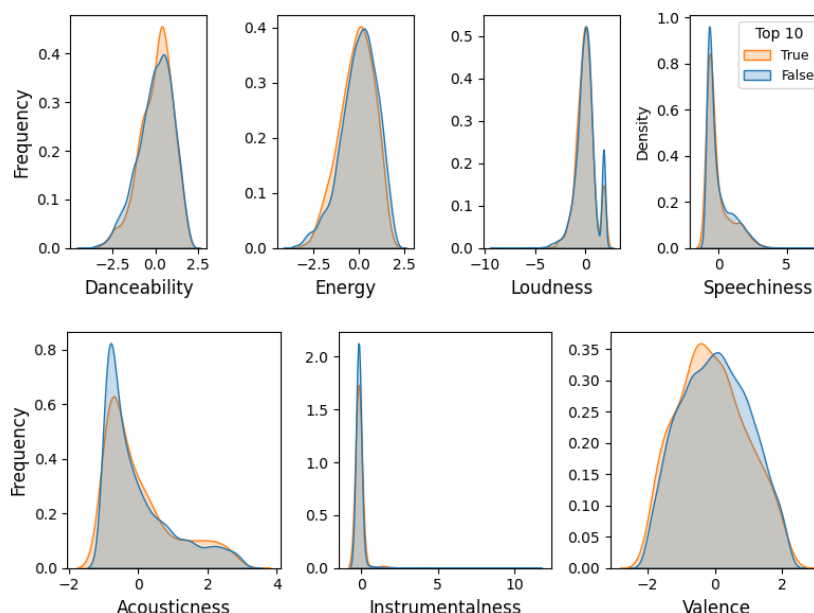 Frequency
0.4
0.3
0.2
0.1
0.0
−2.5 0.0 2.5
Danceability
0.4
0.3
0.2
0.1
0.0
−2.5 0.0 2.5
Energy
0.5
0.4
0.3
0.2
0.1
0.0
−10 −5 0
Loudness
Density
1.0
0.8
0.6
0.4
0.2
0.0
0 5
Speechiness
Top 10
True
False
Frequency
0.8
0.6
0.4
0.2
0.0
−2 0 2 4
Acousticness
2.0
1.5
1.0
0.5
0.0
0 5 10
Instrumentalness
0.35
0.30
0.25
0.20
0.15
0.10
0.05
0.00
−2 0 2
Valence